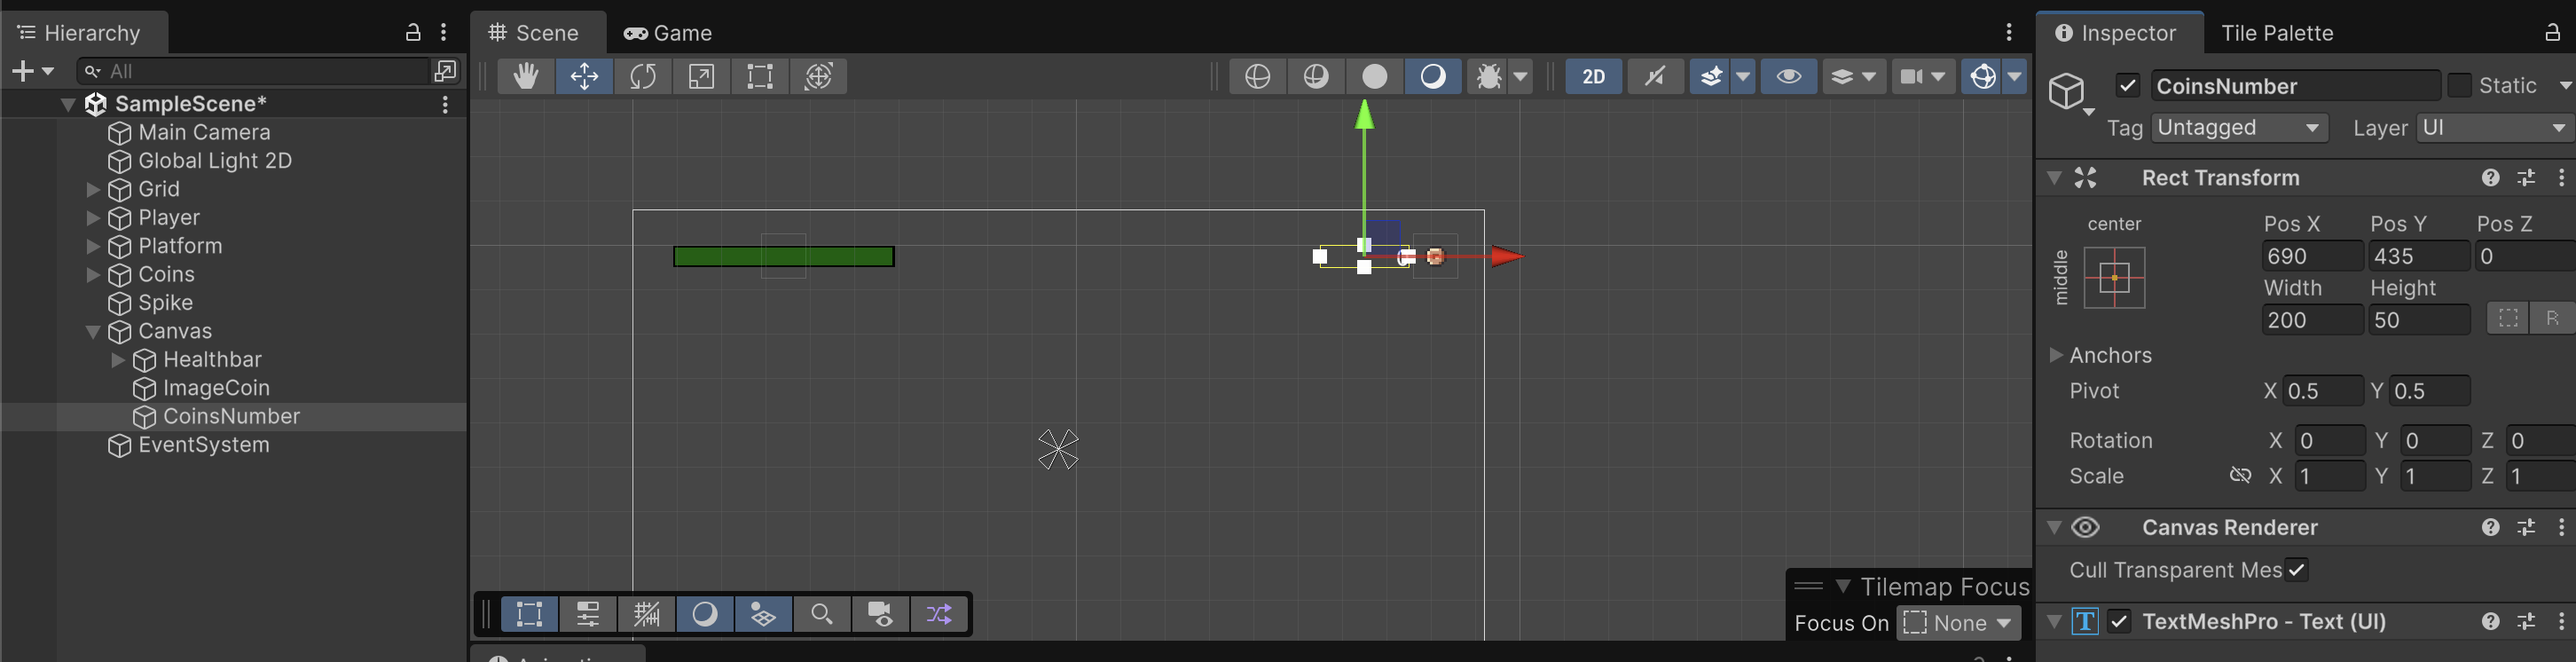 Hierarchy
Scene
Game
Inspector
Tile Palette
All
2D
CoinsNumber
Static
Tag Untagged
Layer UI
SampleScene*
Main Camera
Global Light 2D
Grid
Player
Platform
Coins
Spike
Canvas
Healthbar
ImageCoin
CoinsNumber
EventSystem
Rect Transform
center
middle
Pos X Pos Y Pos Z
690 435 0
Width Height
200 50
R
Anchors
Pivot X 0.5 Y 0.5
Rotation X 0 Y 0 Z 0
Scale X 1 Y 1 Z 1
Canvas Renderer
Cull Transparent Mes
T TextMeshPro - Text (UI)
Tilemap Focus
Focus On None